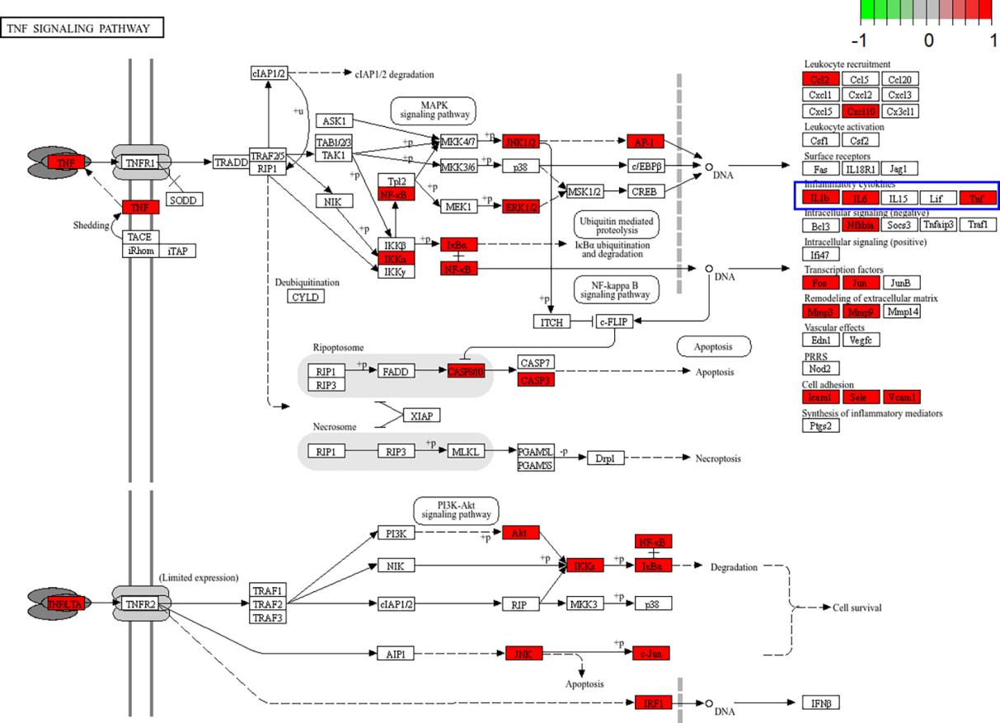 -1 0 1
TNF SIGNALING PATHWAY
cIAP1/2
cIAP1/2 degradation
+u
MAPK
signaling pathway
ASK1
TAB1/2/3
TAK1
MKK4/7
+p
JNK1/2
AP-1
TNF
TNFR1
TRADD
TRAF2/5
RIP1
+p
+p
MKK3/6
p38
c/EBPβ
DNA
+p
Tpl2
NF-κB
+p
MSK1/2
CREB
SODD
NIK
MEK1
+p
ERK1/2
TNF
Shedding
TACE
iRhom
iTAP
+p
Ubiquitin mediated
proteolysis
IKKβ
IKKα
IKKγ
+p
IκBα
IκBα ubiquitination
and degradation
NF-κB
DNA
Deubiquitination
CYLD
NF-kappa B
signaling pathway
+p
ITCH
c-FLIP
Ripoptosome
Apoptosis
RIP1
RIP3
+p
FADD
CASP8/10
CASP7
CASP3
Apoptosis
XIAP
Necrosome
RIP1
RIP3
+p
MLKL
PGAM5L
PGAM5S
-p
Drp1
Necroptosis
Leukocyte recruitment
Ccl2 Ccl5 Ccl20
Cxcl1 Cxcl2 Cxcl3
Cxcl5 Cxcl10 Cx3cl1
Leukocyte activation
Csf1 Csf2
Surface receptors
Fas IL18R1 Jag1
Inflammatory cytokines
IL1b IL6 IL15 Lif Tnf
Intracellular signaling (negative)
Bcl3 Nfkbia Socs3 Tnfaip3 Traf1
Intracellular signaling (positive)
Ifi47
Transcription factors
Fos Jun JunB
Remodeling of extracellular matrix
Mmp3 Mmp9 Mmp14
Vascular effects
Edn1 Vegfc
PRRS
Nod2
Cell adhesion
Icam1 Sele Vcam1
Synthesis of inflammatory mediators
Ptgs2
PI3K-Akt
signaling pathway
PI3K
+p
Akt
NF-κB
NIK
+p
IKKs
+p
IκBα
Degradation
(Limited expression)
TNF/LTA
TNFR2
TRAF1
TRAF2
TRAF3
cIAP1/2
RIP
MKK3
+p
p38
Cell survival
AIP1
JNK
+p
c-Jun
Apoptosis
IRF1
DNA
IFNβ